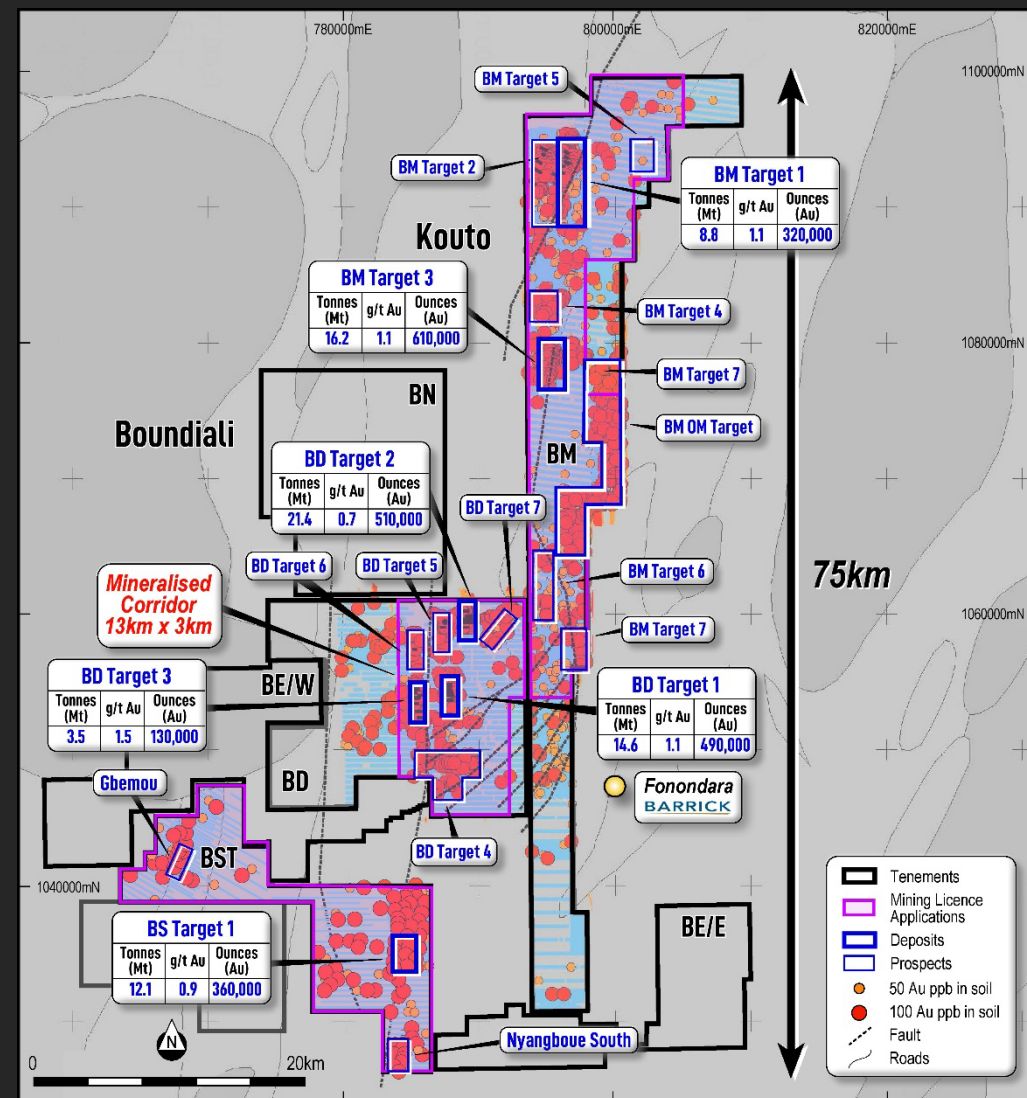 780000mE
800000mE
820000mE
1100000mN
BM Target 5
BM Target 2
BM Target 1
Tonnes (Mt) g/t Au Ounces (Au)
8.8 1.1 320,000
Kouto
BM Target 3
Tonnes (Mt) g/t Au Ounces (Au)
16.2 1.1 610,000
BM Target 4
1080000mN
BM Target 7
BN
BM OM Target
Boundiali
BM
BD Target 2
Tonnes (Mt) g/t Au Ounces (Au)
21.4 0.7 510,000
BD Target 7
BD Target 6
BD Target 5
75km
Mineralised
Corridor
13km x 3km
BM Target 6
1060000mN
BM Target 7
BD Target 3
Tonnes (Mt) g/t Au Ounces (Au)
3.5 1.5 130,000
BE/W
BD Target 1
Tonnes (Mt) g/t Au Ounces (Au)
14.6 1.1 490,000
Gbemou
BD
Fonondara
BARRICK
BD Target 4
BST
1040000mN
BS Target 1
Tonnes (Mt) g/t Au Ounces (Au)
12.1 0.9 360,000
BE/E
Nyangboue South
N
0 20km
Tenements
Mining Licence
Applications
Deposits
Prospects
50 Au ppb in soil
100 Au ppb in soil
Fault
Roads